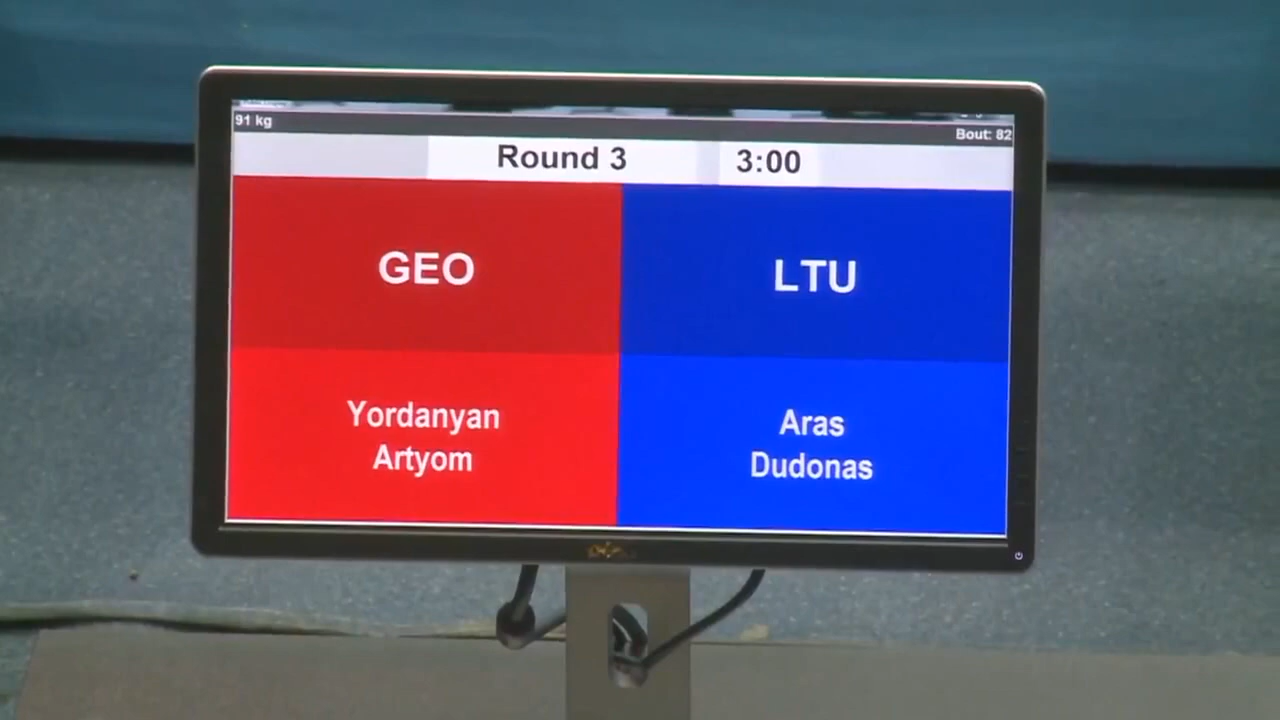 91 kg
Bout: 82
Round 3
3:00
GEO
LTU
Yordanyan
Artyom
Aras
Dudonas